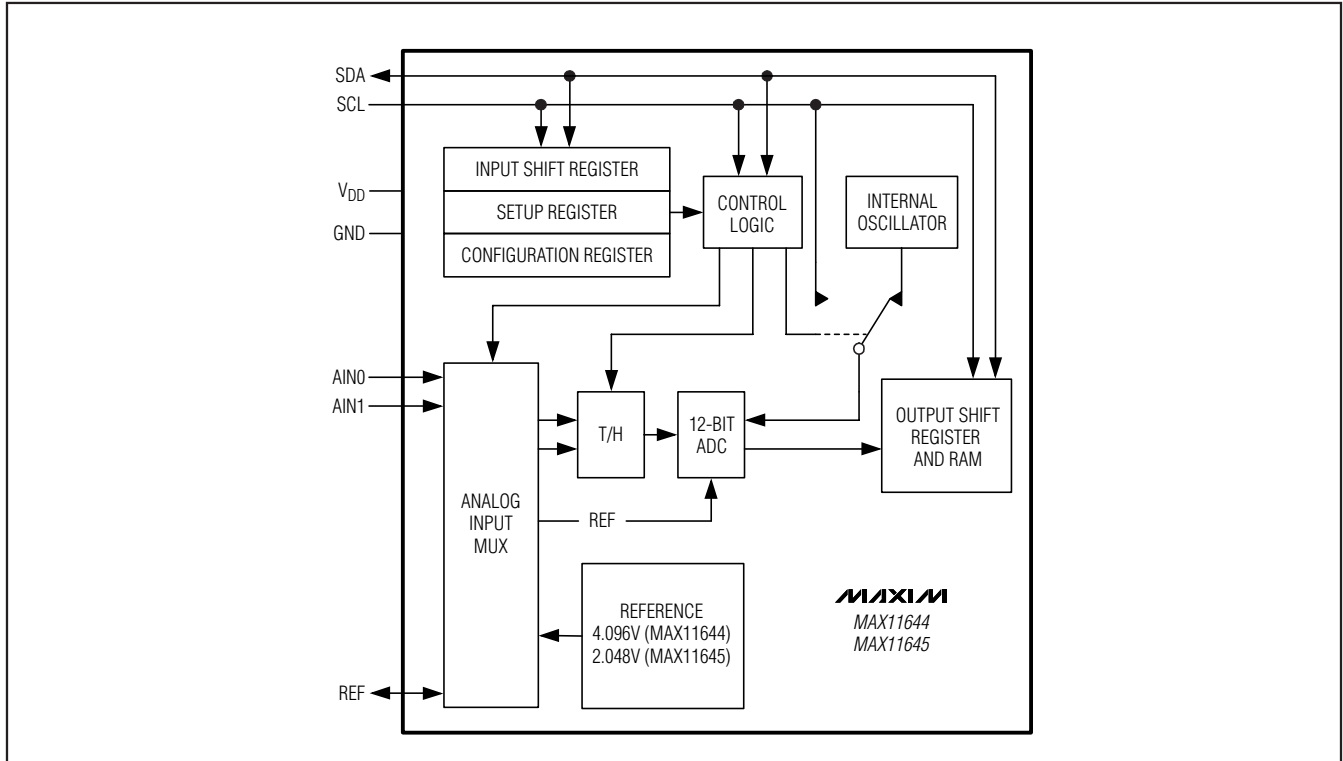 SDA
SCL
VDD
GND
AIN0
AIN1
REF
INPUT SHIFT REGISTER
SETUP REGISTER
CONFIGURATION REGISTER
CONTROL
LOGIC
INTERNAL
OSCILLATOR
ANALOG
INPUT
MUX
T/H
12-BIT
ADC
OUTPUT SHIFT
REGISTER
AND RAM
REF
REFERENCE
4.096V (MAX11644)
2.048V (MAX11645)
MAXIM
MAX11644
MAX11645